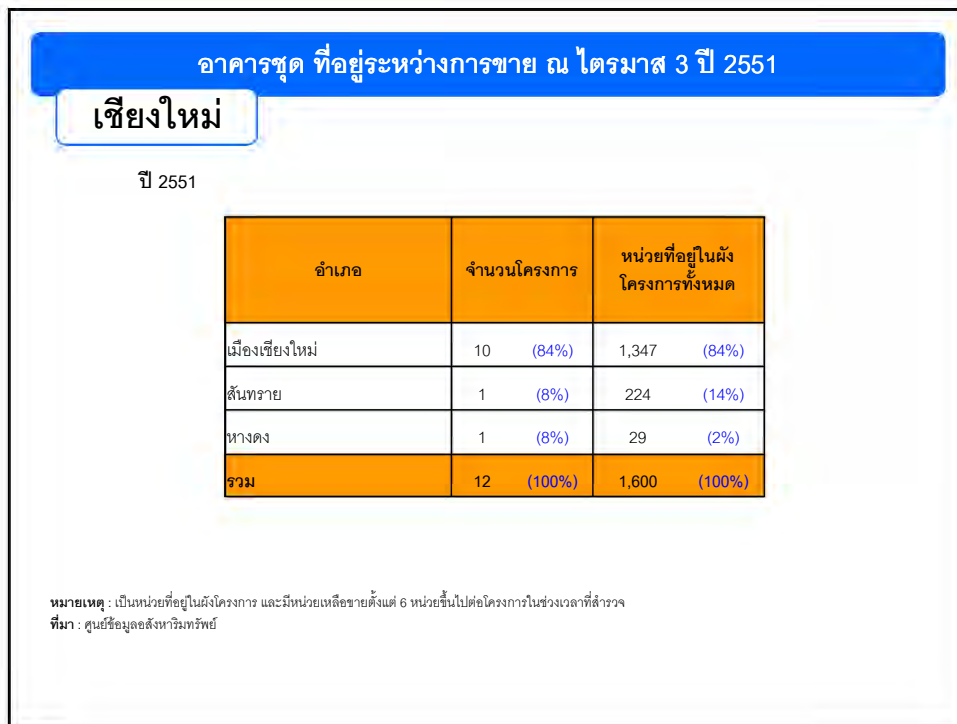 อาคารชุด ที่อยู่ระหว่างการขาย ณ ไตรมาส 3 ปี 2551
เชียงใหม่
ปี 2551
อำเภอ จำนวนโครงการ หน่วยที่อยู่ในผัง
โครงการทั้งหมด
เมืองเชียงใหม่ 10 (84%) 1,347 (84%)
สันทราย 1 (8%) 224 (14%)
หางดง 1 (8%) 29 (2%)
รวม 12 (100%) 1,600 (100%)
หมายเหตุ : เป็นหน่วยที่อยู่ในผังโครงการ และมีหน่วยเหลือขายตั้งแต่ 6 หน่วยขึ้นไปต่อโครงการในช่วงเวลาที่สำรวจ
ที่มา : ศูนย์ข้อมูลอสังหาริมทรัพย์